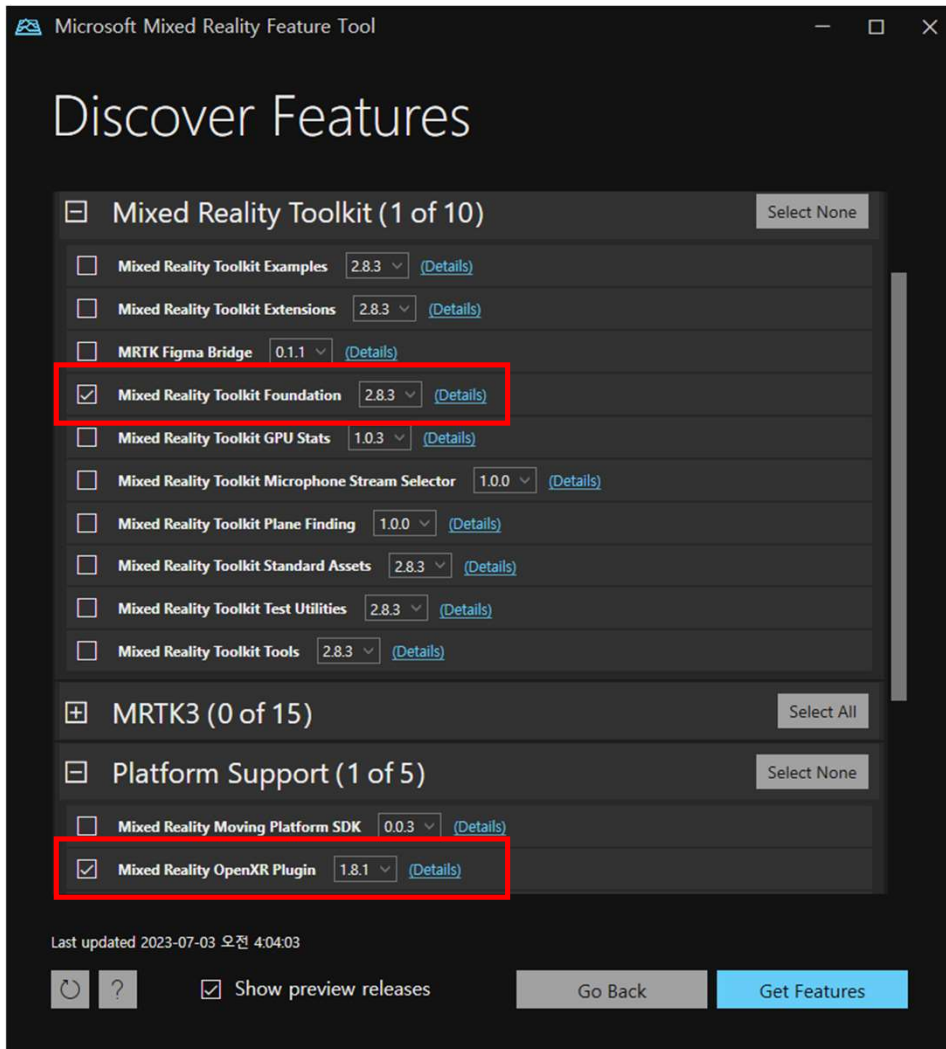 Microsoft Mixed Reality Feature Tool
Discover Features
Mixed Reality Toolkit (1 of 10) Select None
Mixed Reality Toolkit Examples 2.8.3 (Details)
Mixed Reality Toolkit Extensions 2.8.3 (Details)
MRTK Figma Bridge 0.1.1 (Details)
Mixed Reality Toolkit Foundation 2.8.3 (Details)
Mixed Reality Toolkit GPU Stats 1.0.3 (Details)
Mixed Reality Toolkit Microphone Stream Selector 1.0.0 (Details)
Mixed Reality Toolkit Plane Finding 1.0.0 (Details)
Mixed Reality Toolkit Standard Assets 2.8.3 (Details)
Mixed Reality Toolkit Test Utilities 2.8.3 (Details)
Mixed Reality Toolkit Tools 2.8.3 (Details)
MRTK3 (0 of 15) Select All
Platform Support (1 of 5) Select None
Mixed Reality Moving Platform SDK 0.0.3 (Details)
Mixed Reality OpenXR Plugin 1.8.1 (Details)
Last updated 2023-07-03 오전 4:04:03
? Show preview releases Go Back Get Features